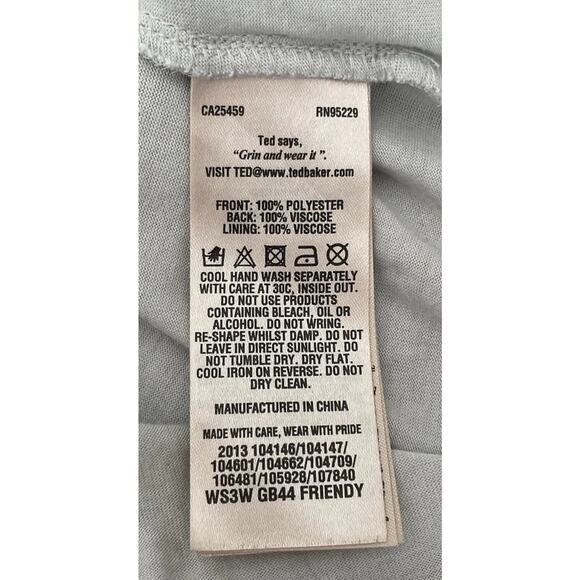 CA25459 RN95229
Ted says,
"Grin and wear it".
VISIT TED@www.tedbaker.com
FRONT: 100% POLYESTER
BACK: 100% VISCOSE
LINING: 100% VISCOSE
COOL HAND WASH SEPARATELY
WITH CARE AT 30C, INSIDE OUT.
DO NOT USE PRODUCTS
CONTAINING BLEACH, OIL OR
ALCOHOL. DO NOT WRING.
RE-SHAPE WHILST DAMP. DO NOT
LEAVE IN DIRECT SUNLIGHT. DO
NOT TUMBLE DRY. DRY FLAT.
COOL IRON ON REVERSE. DO NOT
DRY CLEAN.
MANUFACTURED IN CHINA
MADE WITH CARE, WEAR WITH PRIDE
2013 104146/104147/
104601/104662/104709/
106481/105928/107840
WS3W GB44 FRIENDY